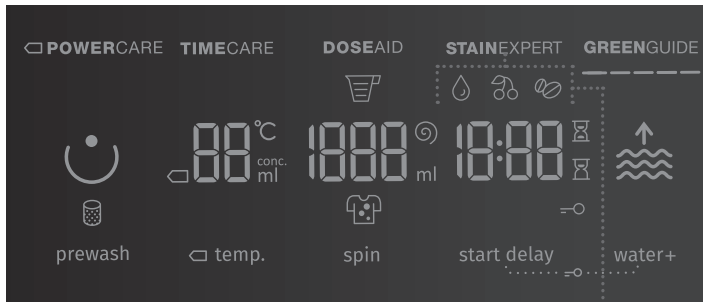 POWERCARE TIMECARE DOSEAID STAINEXPERT GREENGUIDE
88 °C 1888 18:88
conc.
ml ml
prewash temp. spin start delay water+